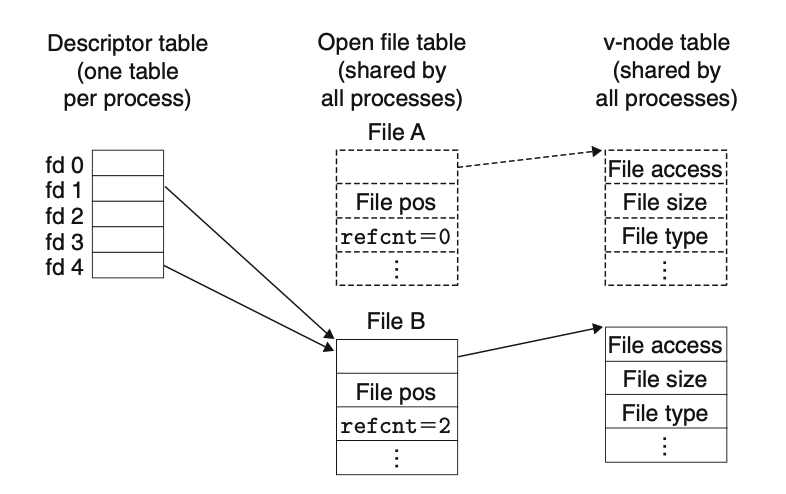 Descriptor table
(one table
per process)
Open file table
(shared by
all processes)
v-node table
(shared by
all processes)
fd 0
fd 1
fd 2
fd 3
fd 4
File A
File pos
refcnt=0
⋮
File access
File size
File type
⋮
File B
File pos
refcnt=2
⋮
File access
File size
File type
⋮